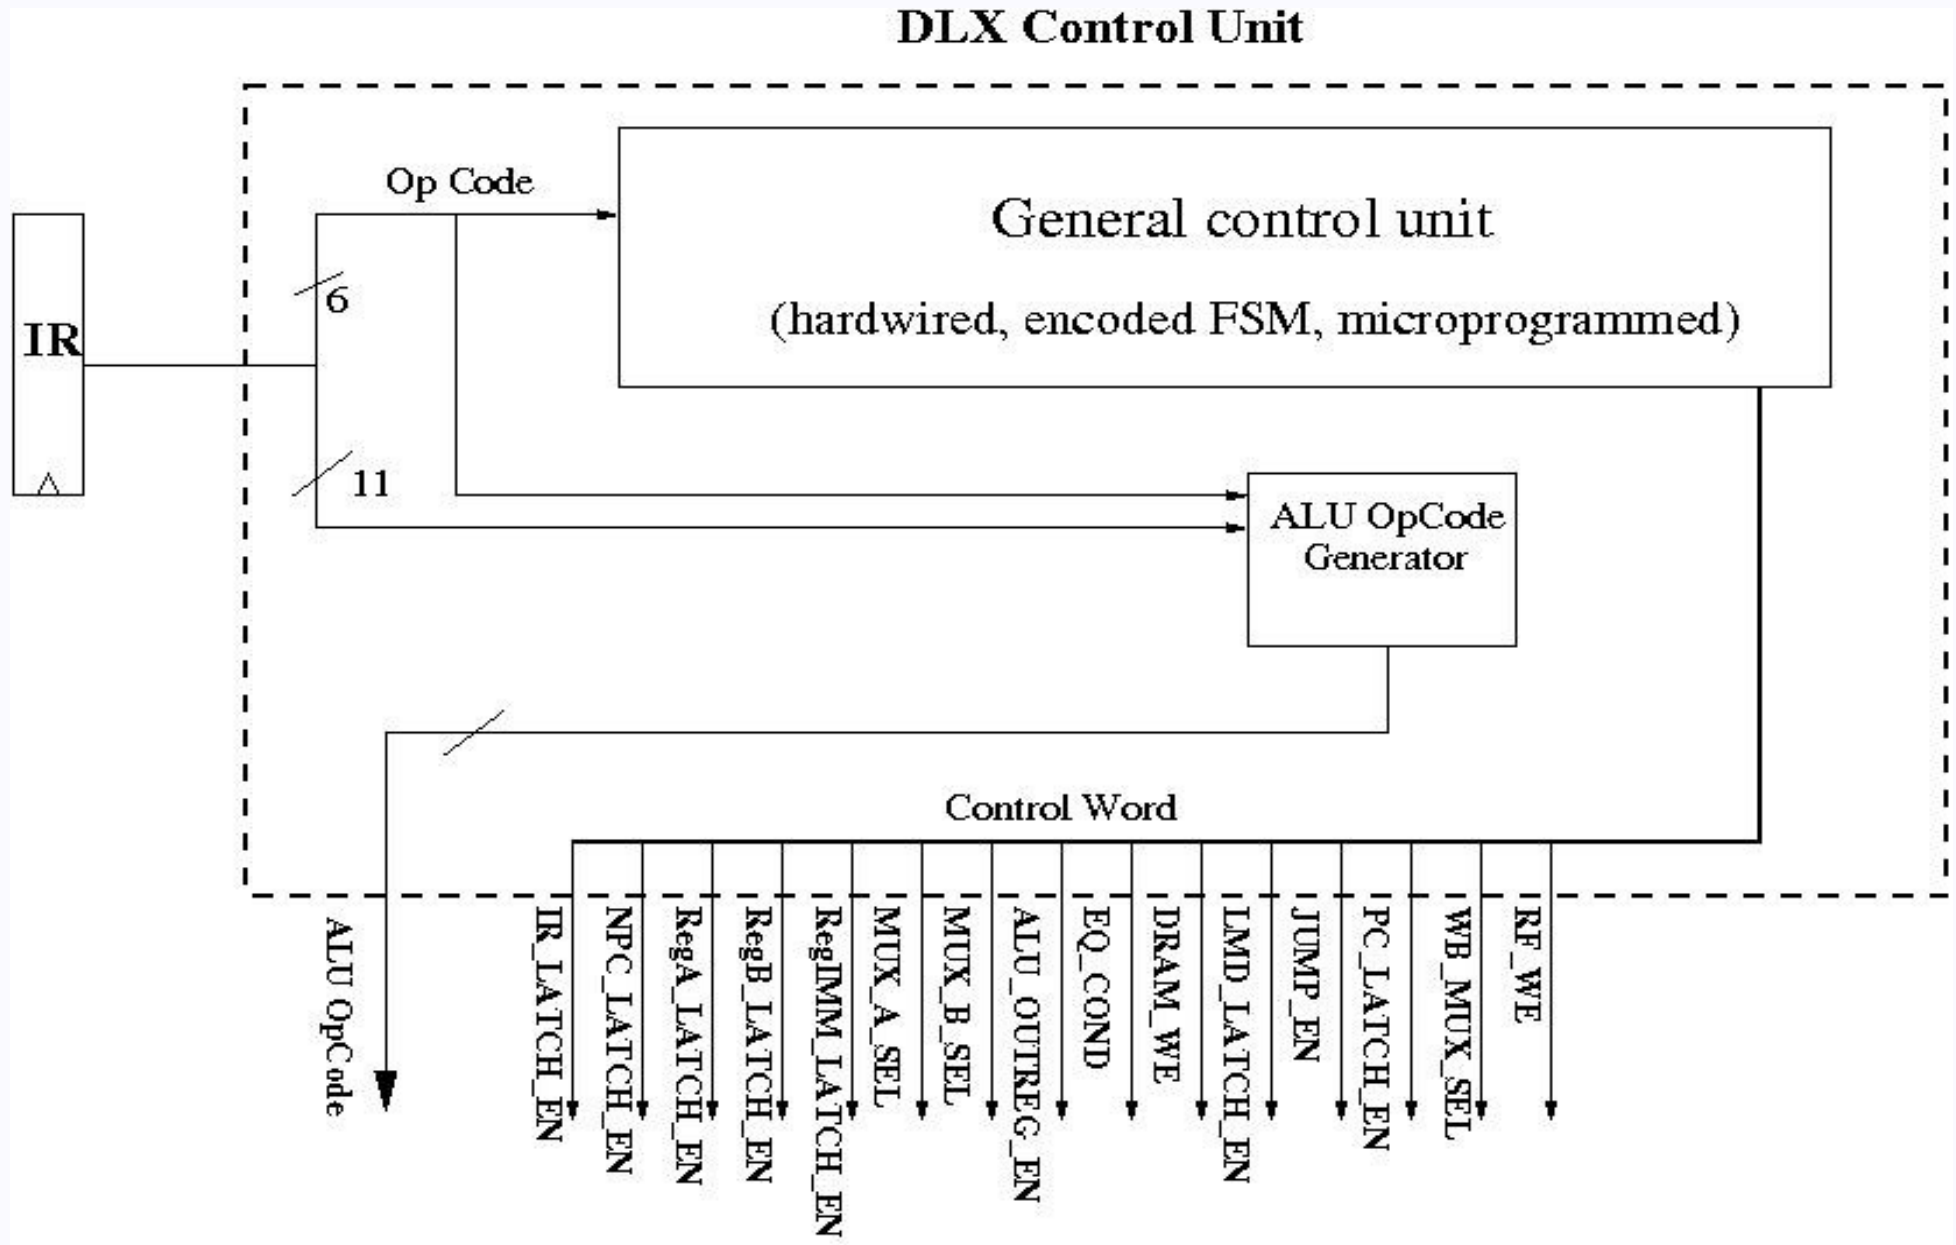 DLX Control Unit
Op Code
General control unit
6
IR
(hardwired, encoded FSM, microprogrammed)
11
ALU OpCode
Generator
Control Word
ALU OpCode
IR_LATCH_EN
NPC_LATCH_EN
RegA_LATCH_EN
RegB_LATCH_EN
RegIMM_LATCH_EN
MUX_A_SEL
MUX_B_SEL
ALU_OUTREG_EN
EQ_COND
DRAM_WE
LMD_LATCH_EN
JUMP_EN
PC_LATCH_EN
WB_MUX_SEL
RF_WE